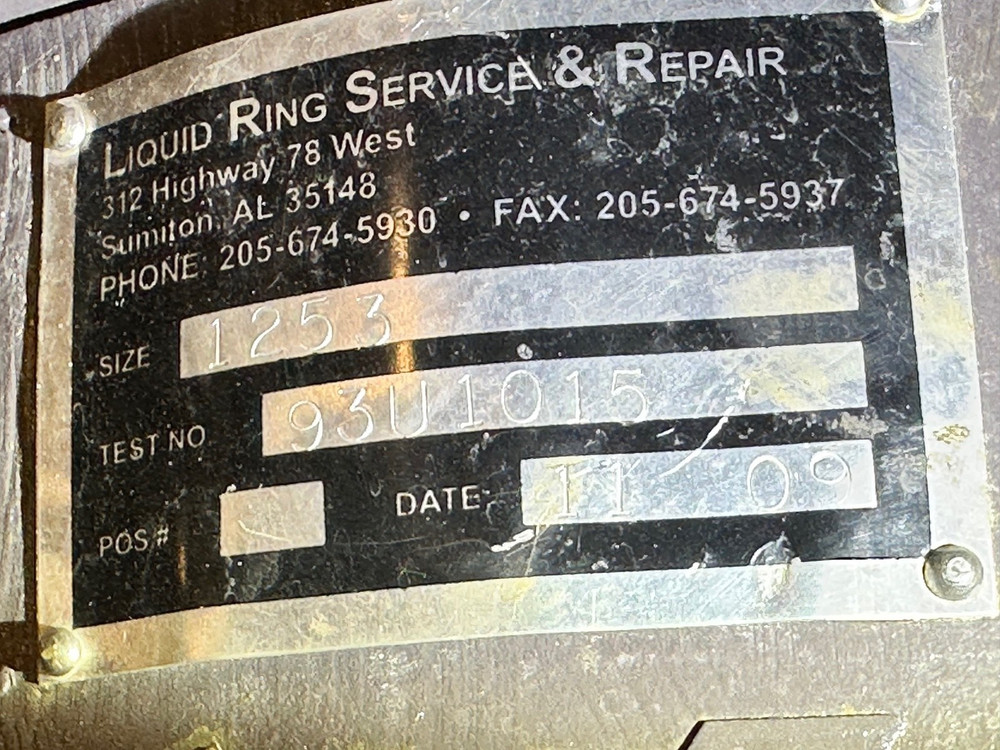 LIQUID RING SERVICE & REPAIR
312 Highway 78 West
Sumiton, AL 35148
PHONE: 205-674-5930 • FAX: 205-674-5937
SIZE 1253
TEST NO 93U1015
POS# DATE: 11 09